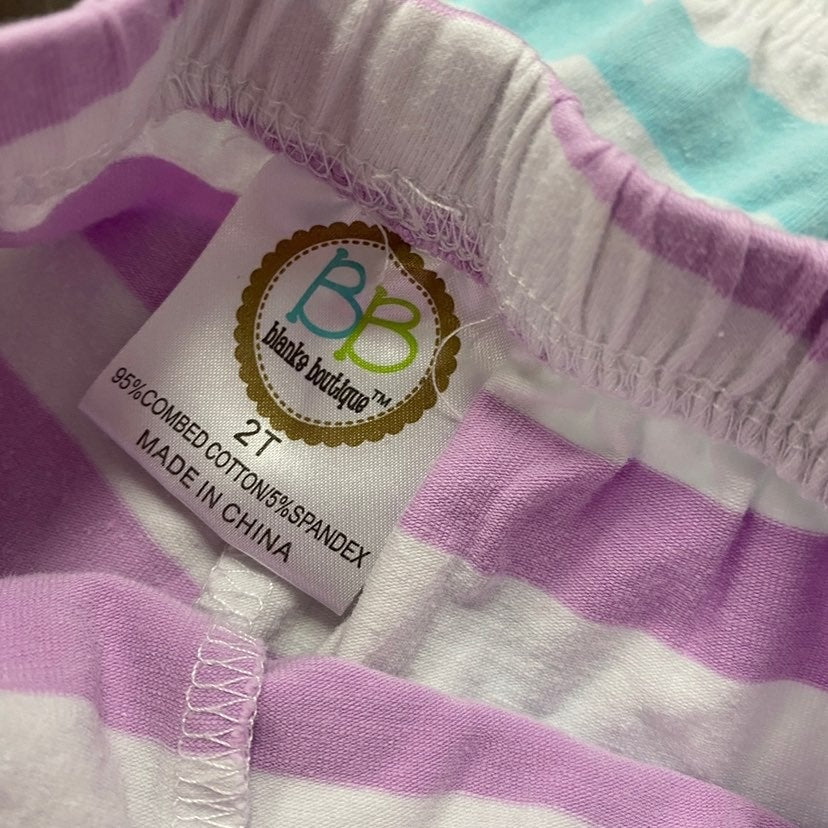 BB
blanks boutique™
2T
95%COMBED COTTON/5%SPANDEX
MADE IN CHINA